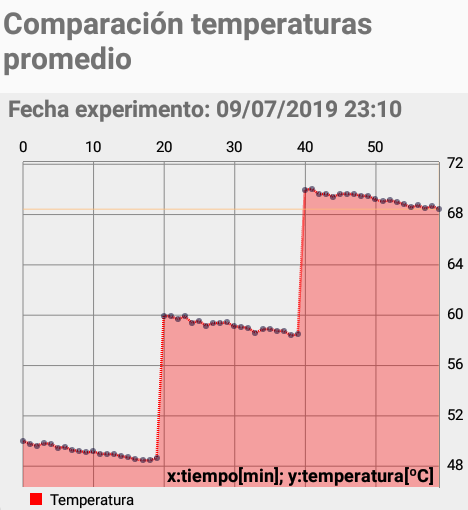 Comparación temperaturas
promedio
Fecha experimento: 09/07/2019 23:10
0 10 20 30 40 50
72
68
64
60
56
52
48
x:tiempo[min]; y:temperatura[ºC]
Temperatura